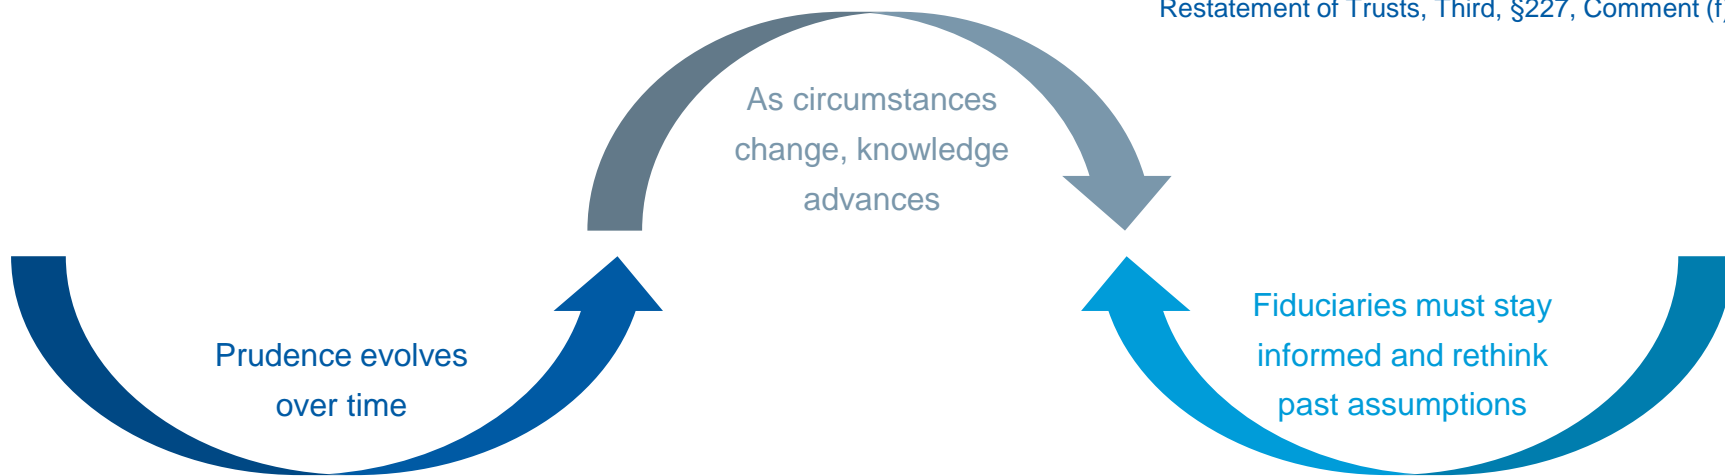 Restatement of Trusts, Third, §227, Comment (f)
As circumstances
change, knowledge
advances
Prudence evolves
over time
Fiduciaries must stay
informed and rethink
past assumptions